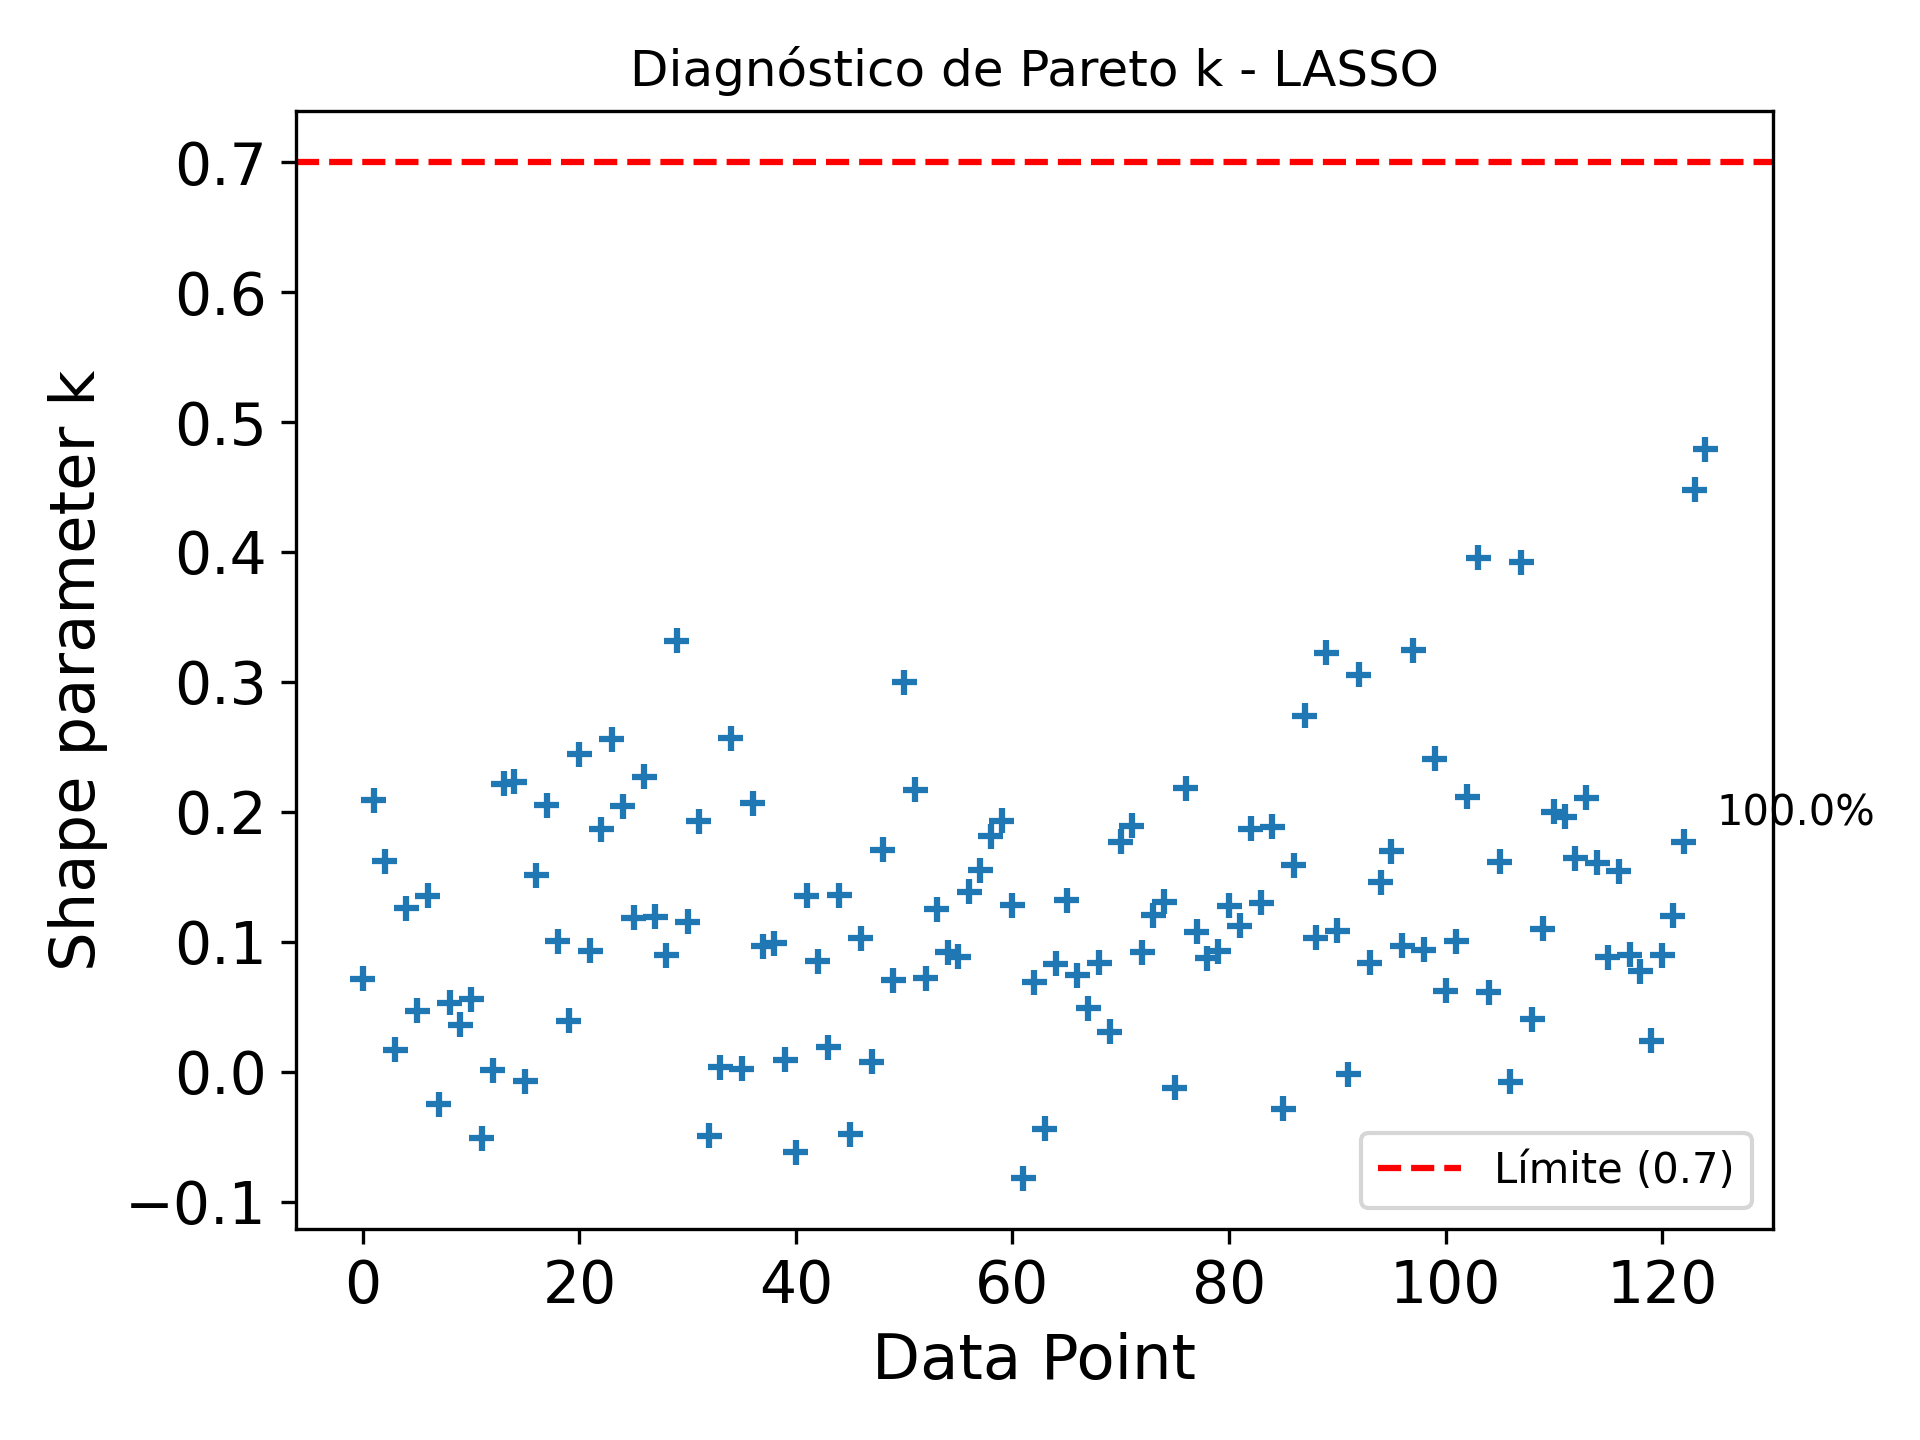 Diagnóstico de Pareto k - LASSO
Shape parameter k
0.7
0.6
0.5
0.4
0.3
0.2
0.1
0.0
−0.1
100.0%
Límite (0.7)
0 20 40 60 80 100 120
Data Point